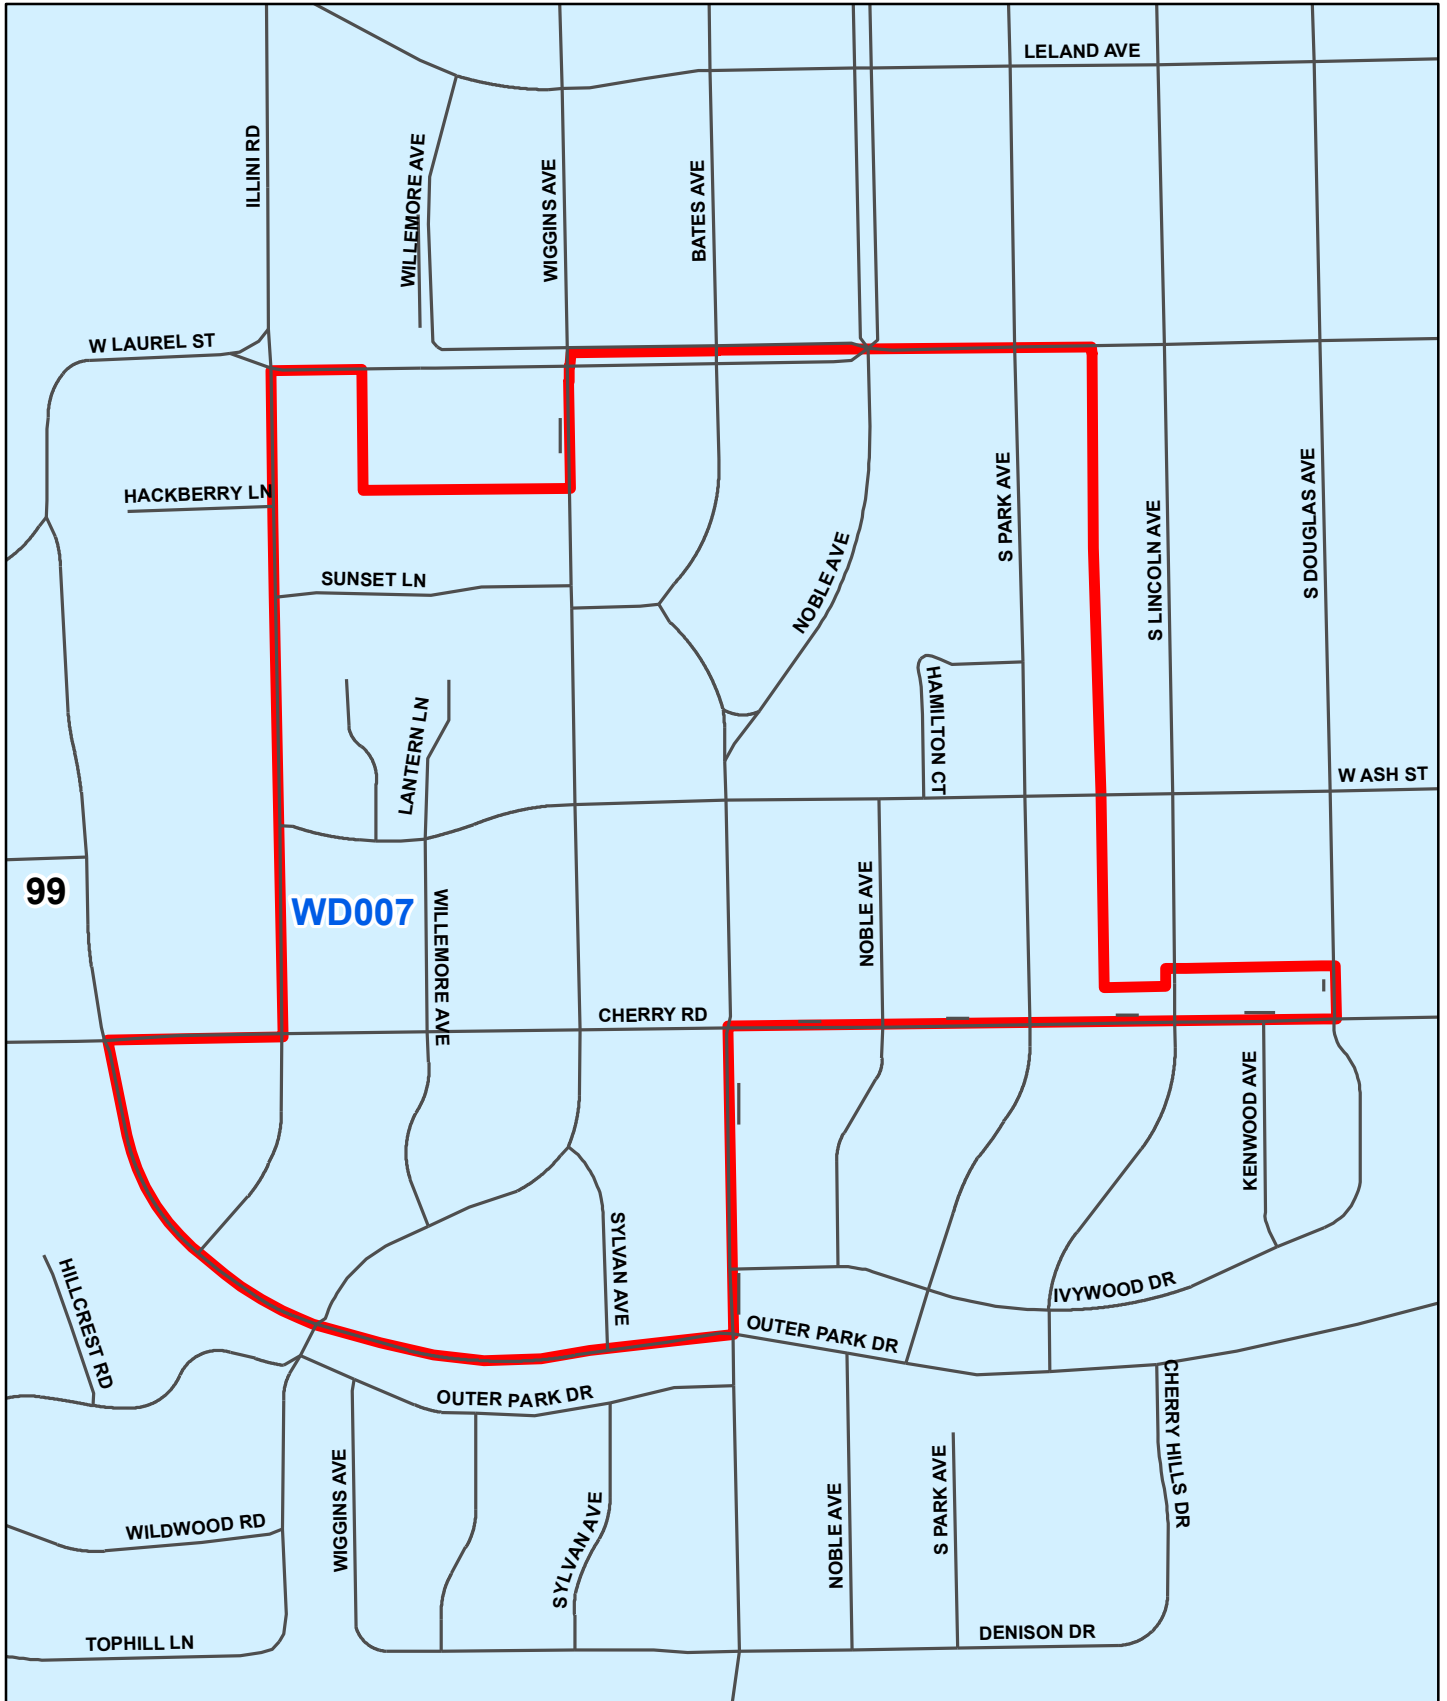 LELAND AVE
ILLINI RD
WILLEMORE AVE
WIGGINS AVE
BATES AVE
W LAUREL ST
HACKBERRY LN
S PARK AVE
S LINCOLN AVE
S DOUGLAS AVE
NOBLE AVE
SUNSET LN
LANTERN LN
HAMILTON CT
W ASH ST
99
WD007
WILLEMORE AVE
NOBLE AVE
CHERRY RD
KENWOOD AVE
SYLVAN AVE
HILLCREST RD
IVYWOOD DR
OUTER PARK DR
OUTER PARK DR
CHERRY HILLS DR
WIGGINS AVE
SYLVAN AVE
NOBLE AVE
S PARK AVE
WILDWOOD RD
TOPHILL LN
DENISON DR